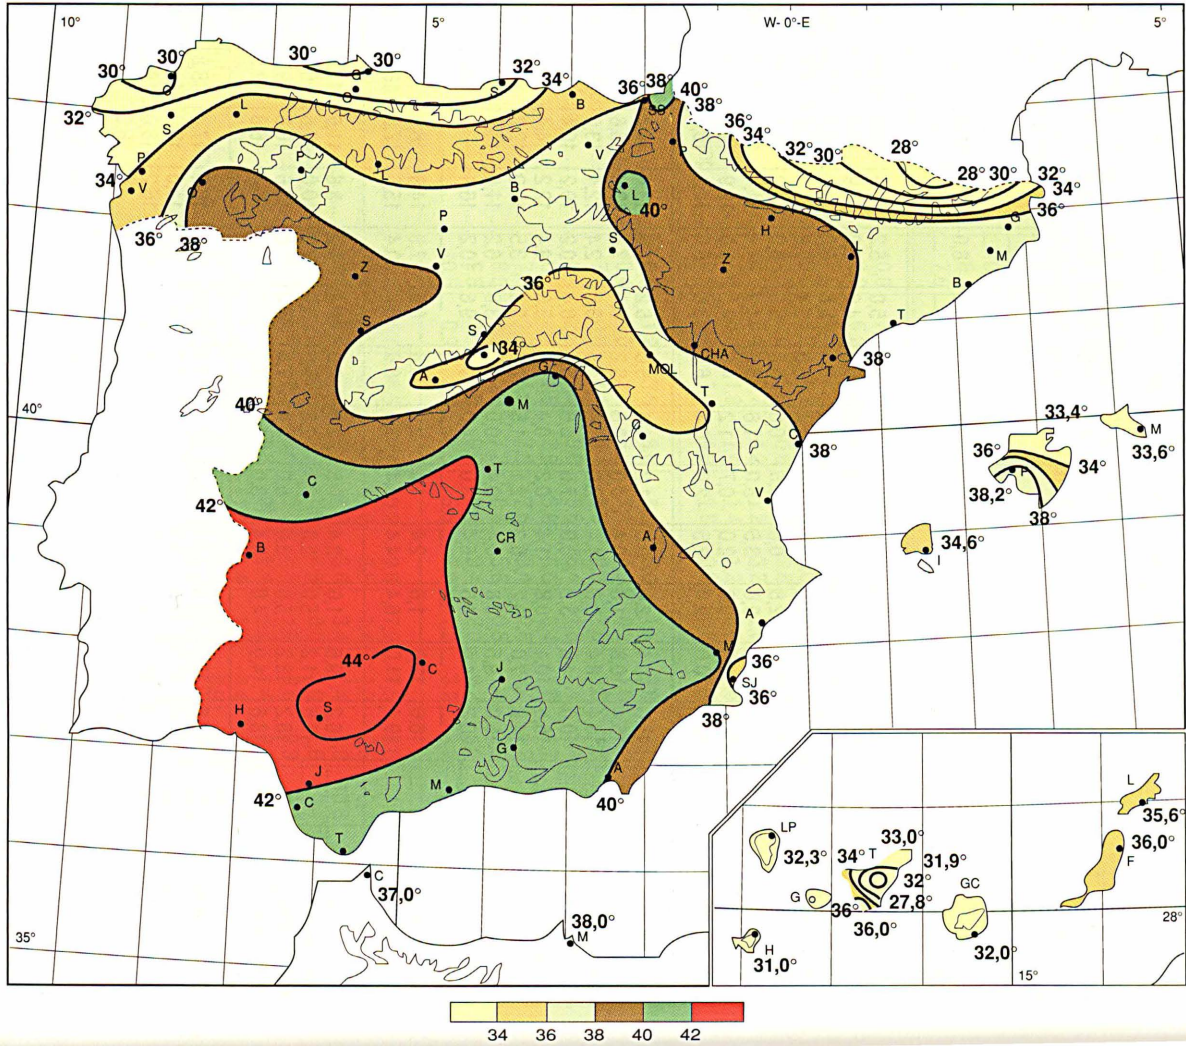 10°
5°
W- 0°-E
5°
30°
30°
30°
30°
32°
34°
36°
38°
40°
38°
36°
34°
32°
30°
28°
28°
30°
32°
34°
36°
32°
34°
36°
38°
C
G
O
S
B
SS
S
L
P
V
O
P
L
B
V
P
V
L
40°
S
H
L
G
M
B
T
Z
Z
S
36°
S
N
34°
A
G
MOL
CHA
T
T
38°
C
C
38°
40°
40°
M
33,4°
M
33,6°
36°
34°
P
38,2°
38°
34,6°
I
C
T
42°
V
B
CR
A
A
M
36°
SJ
36°
38°
44°
C
S
H
J
J
G
A
M
40°
42°
C
T
C
37,0°
38,0°
M
35°
L
35,6°
36,0°
F
LP
32,3°
34°
T
33,0°
31,9°
32°
27,8°
G
36°
36,0°
GC
32,0°
H
31,0°
28°
15°
34 36 38 40 42